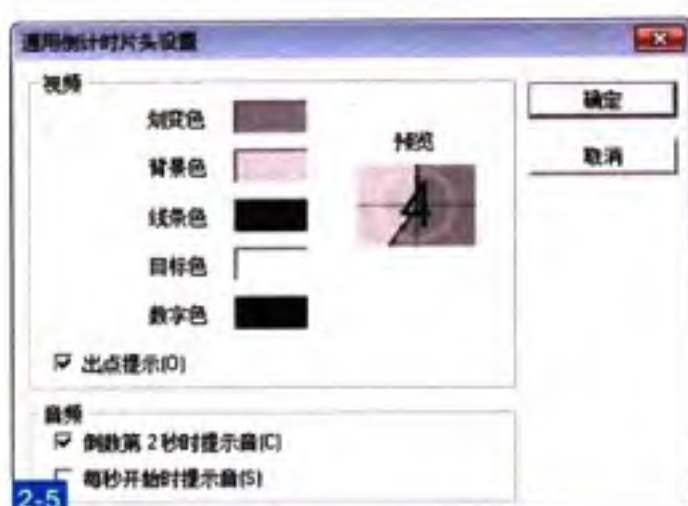 通用倒计时片头设置
视频
划变色
背景色
线条色
目标色
数字色
预览
4
确定
取消
出点提示(O)
音频
倒数第 2 秒时提示音(C)
每秒开始时提示音(S)
2-5